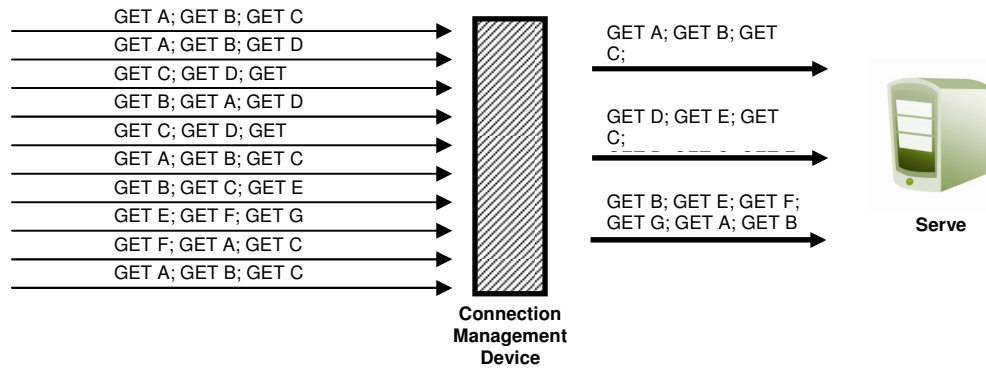 GET A; GET B; GET C
GET A; GET B; GET D
GET C; GET D; GET
GET B; GET A; GET D
GET C; GET D; GET
GET A; GET B; GET C
GET B; GET C; GET E
GET E; GET F; GET G
GET F; GET A; GET C
GET A; GET B; GET C
Connection
Management
Device
GET A; GET B; GET
C;
GET D; GET E; GET
C;
GET B; GET E; GET F;
GET G; GET A; GET B
Serve